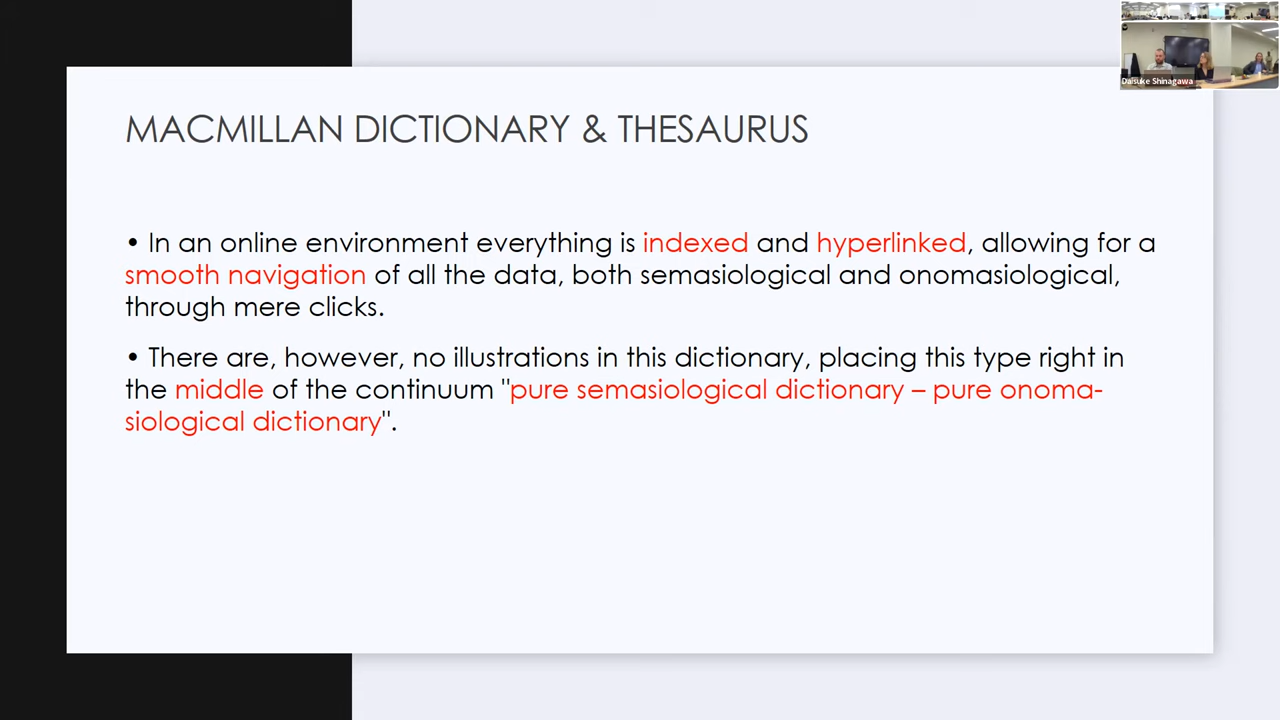 Daisuke Shinagawa
MACMILLAN DICTIONARY & THESAURUS
• In an online environment everything is indexed and hyperlinked, allowing for a
smooth navigation of all the data, both semasiological and onomasiological,
through mere clicks.
• There are, however, no illustrations in this dictionary, placing this type right in
the middle of the continuum "pure semasiological dictionary – pure onoma-
siological dictionary".